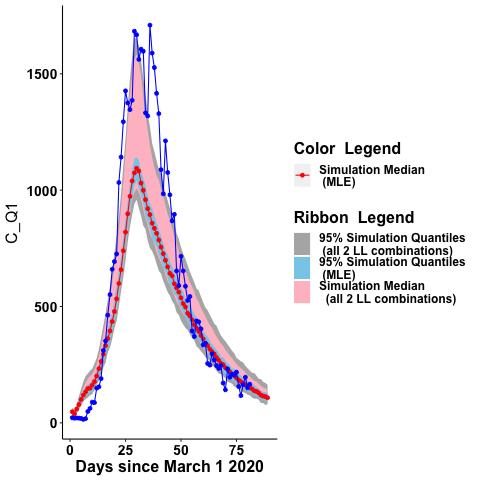 C_Q1
1500
1000
500
0
0 25 50 75
Days since March 1 2020
Color Legend
Simulation Median
(MLE)
Ribbon Legend
95% Simulation Quantiles
(all 2 LL combinations)
95% Simulation Quantiles
(MLE)
Simulation Median
(all 2 LL combinations)